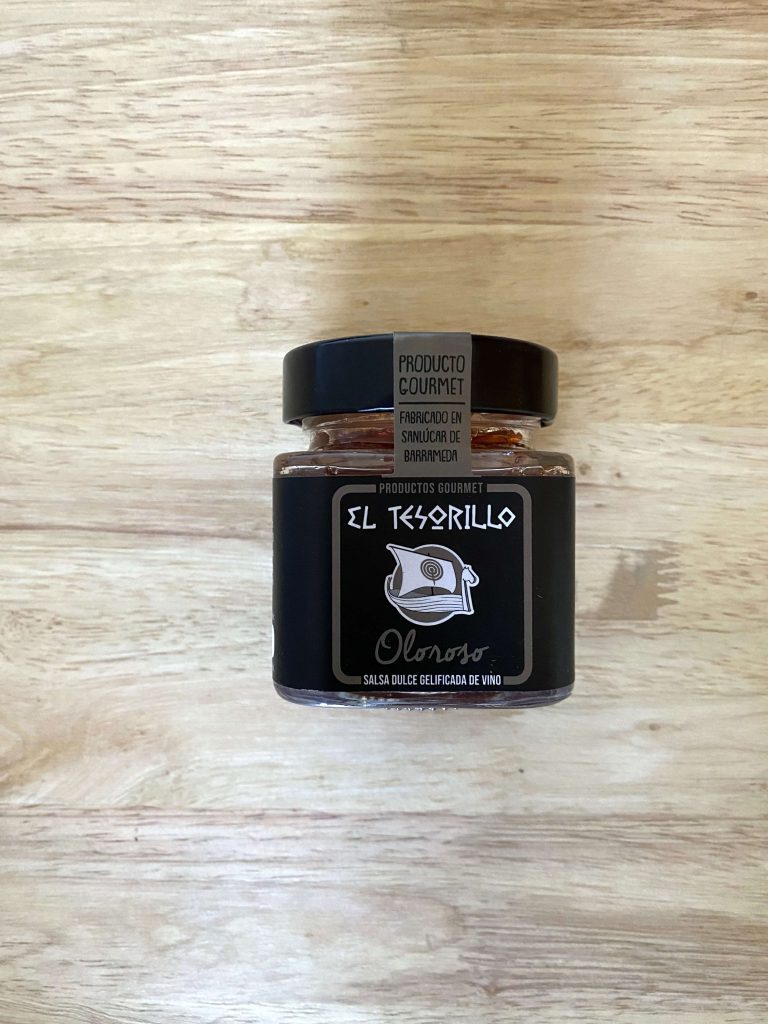 PRODUCTO
GOURMET
FABRICADO EN
SANLÚCAR DE
BARRAMEDA
PRODUCTOS GOURMET
EL TESORILLO
Oloroso
SALSA DULCE GELIFICADA DE VINO